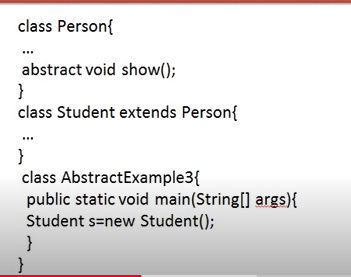 class Person{
...
abstract void show();
}
class Student extends Person{
...
}
class AbstractExample3{
public static void main(String[] args){
Student s=new Student();
}
}